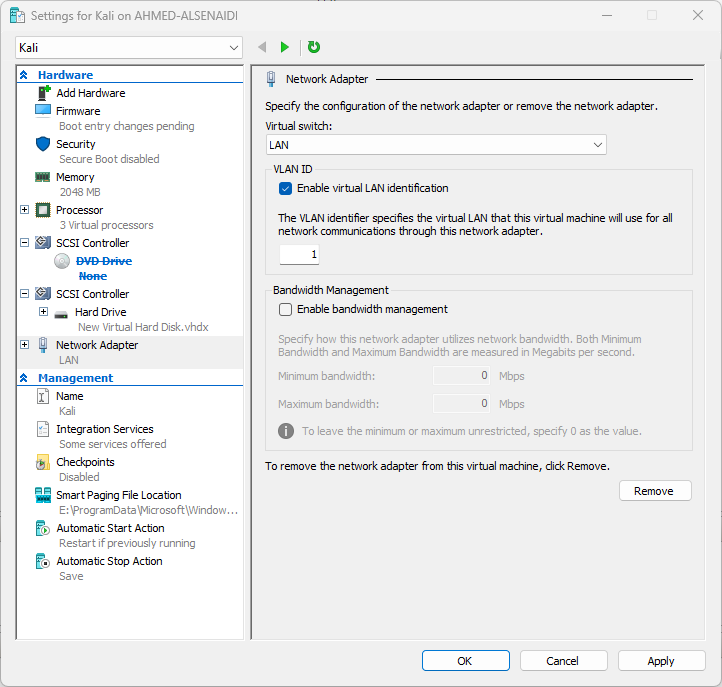 Settings for Kali on AHMED-ALSENAIDI
Kali
Hardware
Add Hardware
Firmware
Boot entry changes pending
Security
Secure Boot disabled
Memory
2048 MB
Processor
3 Virtual processors
SCSI Controller
DVD Drive
None
SCSI Controller
Hard Drive
New Virtual Hard Disk.vhdx
Network Adapter
LAN
Management
Name
Kali
Integration Services
Some services offered
Checkpoints
Disabled
Smart Paging File Location
E:\ProgramData\Microsoft\Window...
Automatic Start Action
Restart if previously running
Automatic Stop Action
Save
Network Adapter
Specify the configuration of the network adapter or remove the network adapter.
Virtual switch:
LAN
VLAN ID
Enable virtual LAN identification
The VLAN identifier specifies the virtual LAN that this virtual machine will use for all
network communications through this network adapter.
1
Bandwidth Management
Enable bandwidth management
Specify how this network adapter utilizes network bandwidth. Both Minimum
Bandwidth and Maximum Bandwidth are measured in Megabits per second.
Minimum bandwidth: 0 Mbps
Maximum bandwidth: 0 Mbps
To leave the minimum or maximum unrestricted, specify 0 as the value.
To remove the network adapter from this virtual machine, click Remove.
Remove
OK Cancel Apply